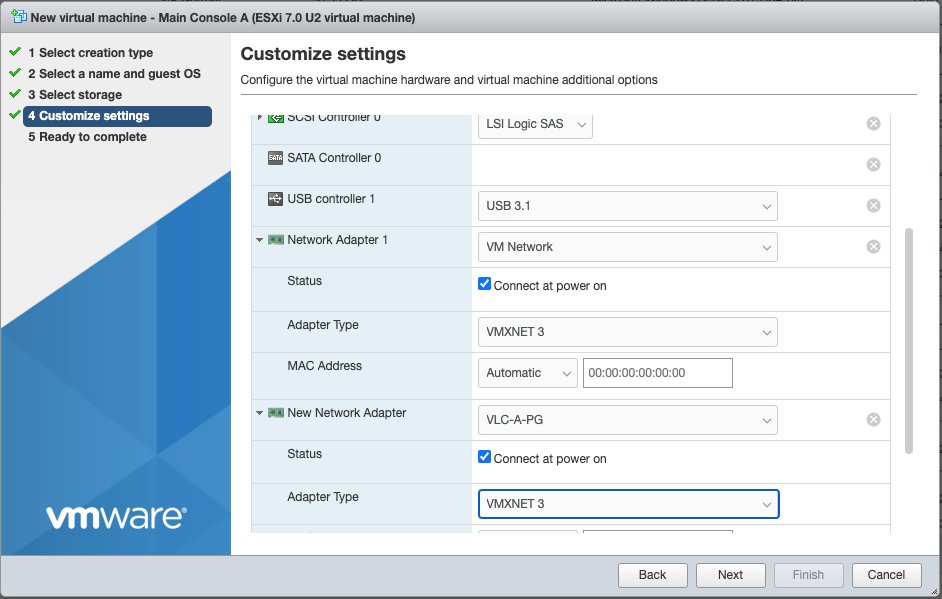 New virtual machine - Main Console A (ESXi 7.0 U2 virtual machine)
1 Select creation type
2 Select a name and guest OS
3 Select storage
4 Customize settings
5 Ready to complete
vmware®
Customize settings
Configure the virtual machine hardware and virtual machine additional options
SCSI Controller 0 LSI Logic SAS
SATA SATA Controller 0
USB controller 1 USB 3.1
Network Adapter 1 VM Network
Status Connect at power on
Adapter Type VMXNET 3
MAC Address Automatic 00:00:00:00:00:00
New Network Adapter VLC-A-PG
Status Connect at power on
Adapter Type VMXNET 3
Back Next Finish Cancel